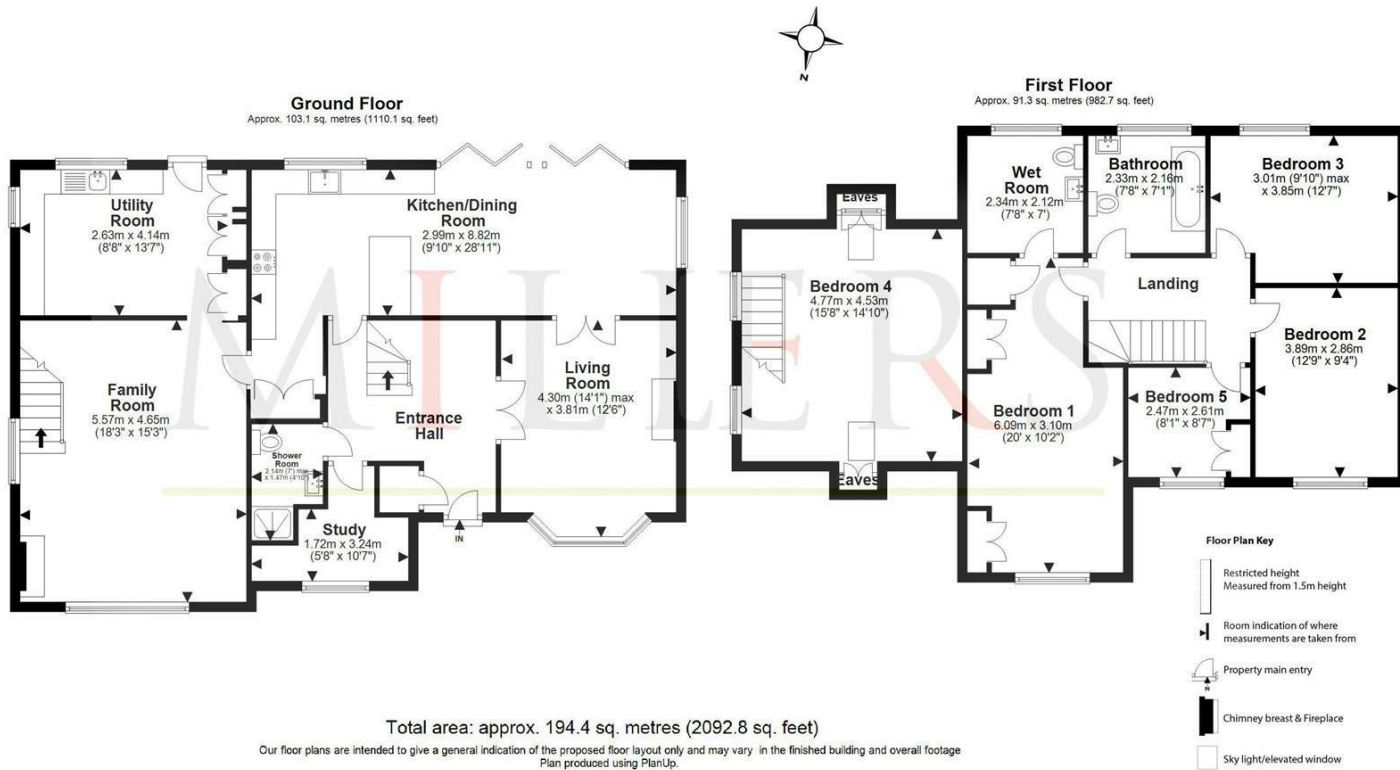 N
Ground Floor
Approx. 103.1 sq. metres (1110.1 sq. feet)
Utility
Room
2.63m x 4.14m
(8'8" x 13'7")
Kitchen/Dining
Room
2.99m x 8.82m
(9'10" x 28'11")
Family
Room
5.57m x 4.65m
(18'3" x 15'3")
Entrance
Hall
Living
Room
4.30m (14'1") max
x 3.81m (12'6")
Shower
Room
2.14m (7') max
x 1.47m (4'10")
Study
1.72m x 3.24m
(5'8" x 10'7")
IN
First Floor
Approx. 91.3 sq. metres (982.7 sq. feet)
Eaves
Bedroom 4
4.77m x 4.53m
(15'8" x 14'10")
Eaves
Wet
Room
2.34m x 2.12m
(7'8" x 7')
Bathroom
2.33m x 2.16m
(7'8" x 7'1")
Bedroom 3
3.01m (9'10") max
x 3.85m (12'7")
Landing
Bedroom 2
3.89m x 2.86m
(12'9" x 9'4")
Bedroom 1
6.09m x 3.10m
(20' x 10'2")
Bedroom 5
2.47m x 2.61m
(8'1" x 8'7")
MILLERS
Floor Plan Key
Restricted height
Measured from 1.5m height
Room indication of where
measurements are taken from
Property main entry
IN
Chimney breast & Fireplace
Sky light/elevated window
Total area: approx. 194.4 sq. metres (2092.8 sq. feet)
Our floor plans are intended to give a general indication of the proposed floor layout only and may vary in the finished building and overall footage
Plan produced using PlanUp.